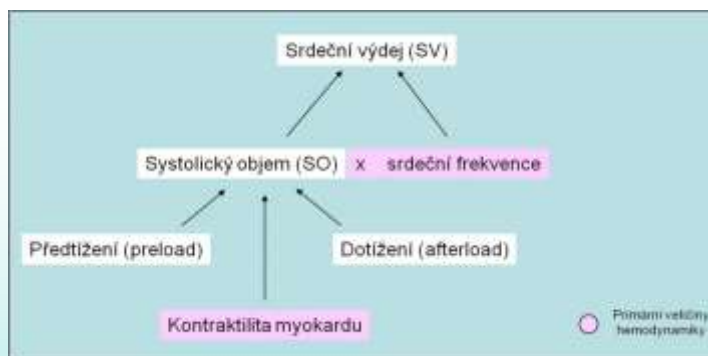 Srdeční výdej (SV)
Systolický objem (SO) x srdeční frekvence
Předtížení (preload)
Dotížení (afterload)
Kontraktilita myokardu
Primární veličiny
hemodynamiky